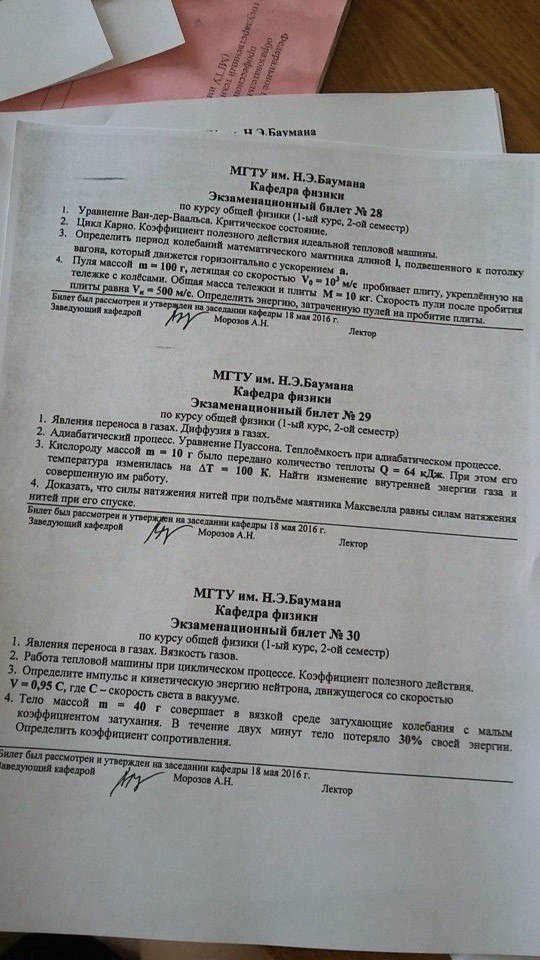 Федеральное
государственный тех
образователь
профессион
(МГТУ им
Н.Э.Баумана
МГТУ им. Н.Э.Баумана
Кафедра физики
Экзаменационный билет № 28
по курсу общей физики (1-ый курс, 2-ой семестр)
1. Уравнение Ван-дер-Ваальса. Критическое состояние.
2. Цикл Карно. Коэффициент полезного действия идеальной тепловой машины.
3. Определить период колебаний математического маятника длиной l, подвешенного к потолку
вагона, который движется горизонтально с ускорением a.
4. Пуля массой m = 100 г, летящая со скоростью V₀ = 10³ м/с пробивает плиту, укреплённую на
тележке с колёсами. Общая масса тележки и плиты M = 10 кг. Скорость пули после пробития
плиты равна Vк = 500 м/с. Определить энергию, затраченную пулей на пробитие плиты.
Билет был рассмотрен и утвержден на заседании кафедры 18 мая 2016 г.
Заведующий кафедрой Морозов А.Н. Лектор
МГТУ им. Н.Э.Баумана
Кафедра физики
Экзаменационный билет № 29
по курсу общей физики (1-ый курс, 2-ой семестр)
1. Явления переноса в газах. Диффузия в газах.
2. Адиабатический процесс. Уравнение Пуассона. Теплоёмкость при адиабатическом процессе.
3. Кислороду массой m = 10 г было передано количество теплоты Q = 64 кДж. При этом его
температура изменилась на ΔT = 100 К. Найти изменение внутренней энергии газа и
совершенную им работу.
4. Доказать, что силы натяжения нитей при подъёме маятника Максвелла равны силам натяжения
нитей при его спуске.
Билет был рассмотрен и утвержден на заседании кафедры 18 мая 2016 г.
Заведующий кафедрой Морозов А.Н. Лектор
МГТУ им. Н.Э.Баумана
Кафедра физики
Экзаменационный билет № 30
по курсу общей физики (1-ый курс, 2-ой семестр)
1. Явления переноса в газах. Вязкость газов.
2. Работа тепловой машины при циклическом процессе. Коэффициент полезного действия.
3. Определите импульс и кинетическую энергию нейтрона, движущегося со скоростью
V = 0,95 С, где С – скорость света в вакууме.
4. Тело массой m = 40 г совершает в вязкой среде затухающие колебания с малым
коэффициентом затухания. В течение двух минут тело потеряло 30% своей энергии.
Определить коэффициент сопротивления.
Билет был рассмотрен и утвержден на заседании кафедры 18 мая 2016 г.
Заведующий кафедрой Морозов А.Н. Лектор